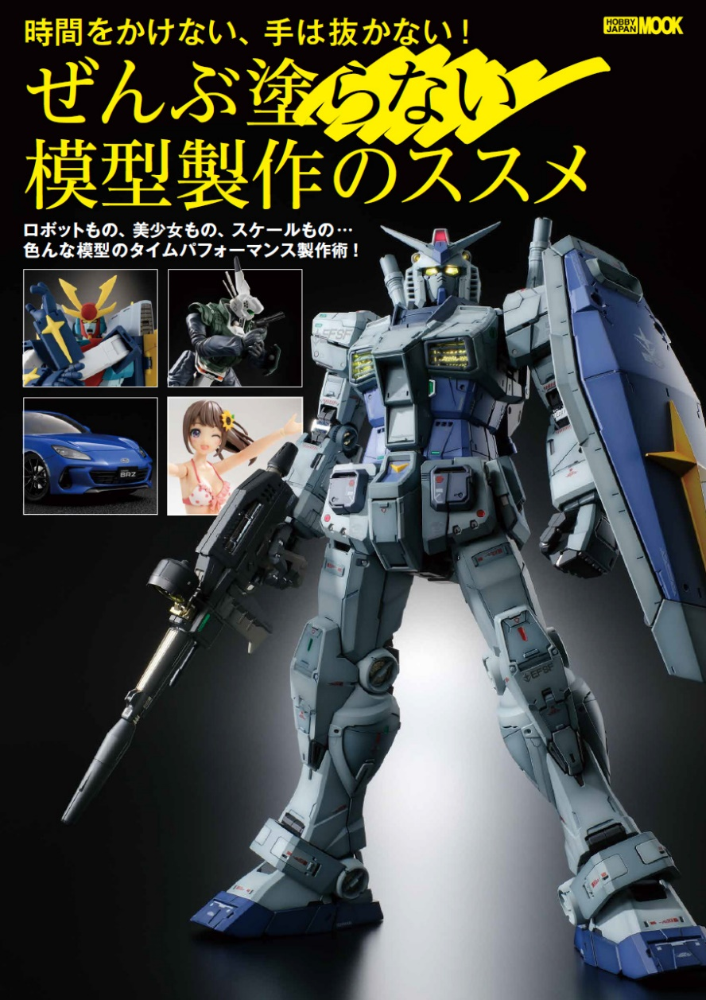 時間をかけない、手は抜かない！
HOBBY JAPAN MOOK
ぜんぶ塗らない
模型製作のススメ
ロボットもの、美少女もの、スケールもの…
色んな模型のタイムパフォーマンス製作術！
EFSF
BRZ
EFSF